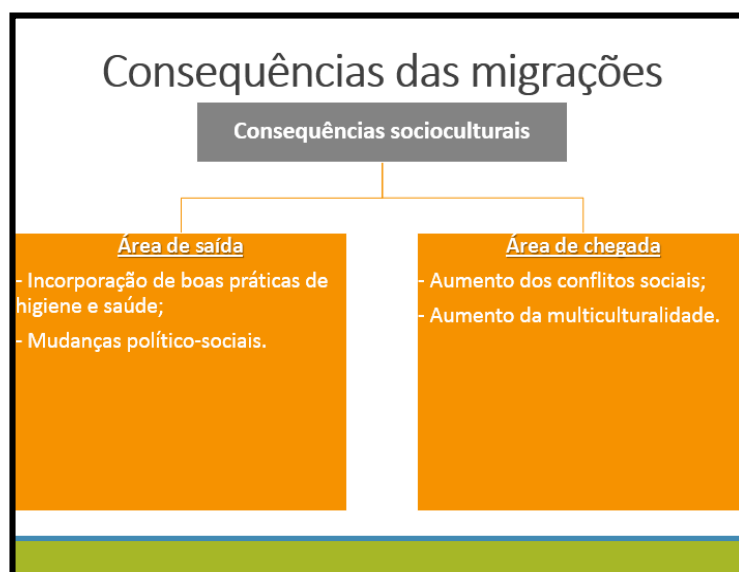 Consequências das migrações
Consequências socioculturais
Área de saída
- Incorporação de boas práticas de
higiene e saúde;
- Mudanças político-sociais.
Área de chegada
- Aumento dos conflitos sociais;
- Aumento da multiculturalidade.